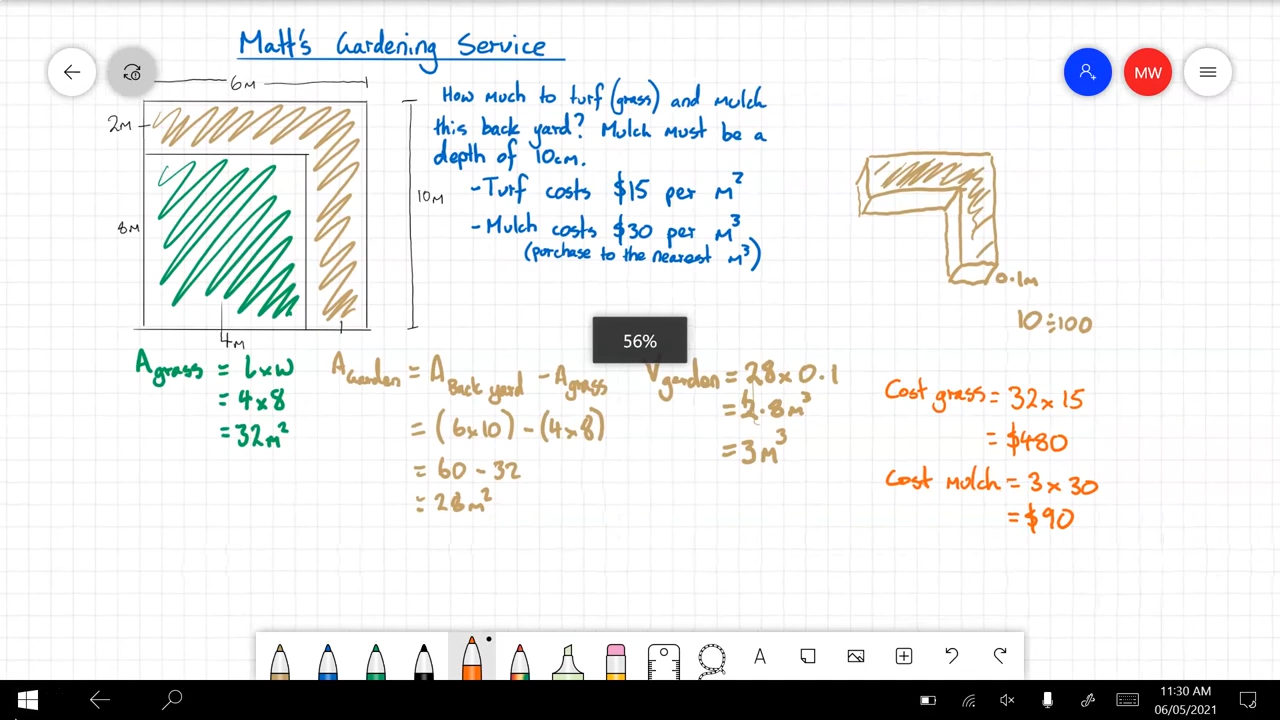 Matt's Gardening Service
6m
2m
8m
10m
4m
How much to turf (grass) and mulch
this back yard? Mulch must be a
depth of 10cm.
- Turf costs $15 per m²
- Mulch costs $30 per m³
(purchase to the nearest m³)
MW
0.1m
10÷100
56%
A grass = L×W
= 4×8
= 32m²
A Garden = A Back yard - A Grass
= (6×10) - (4×8)
= 60 - 32
= 28m²
V garden = 28 × 0.1
= 2.8m³
= 3m³
Cost grass = 32×15
= $480
Cost mulch = 3 × 30
= $90
A
11:30 AM
06/05/2021